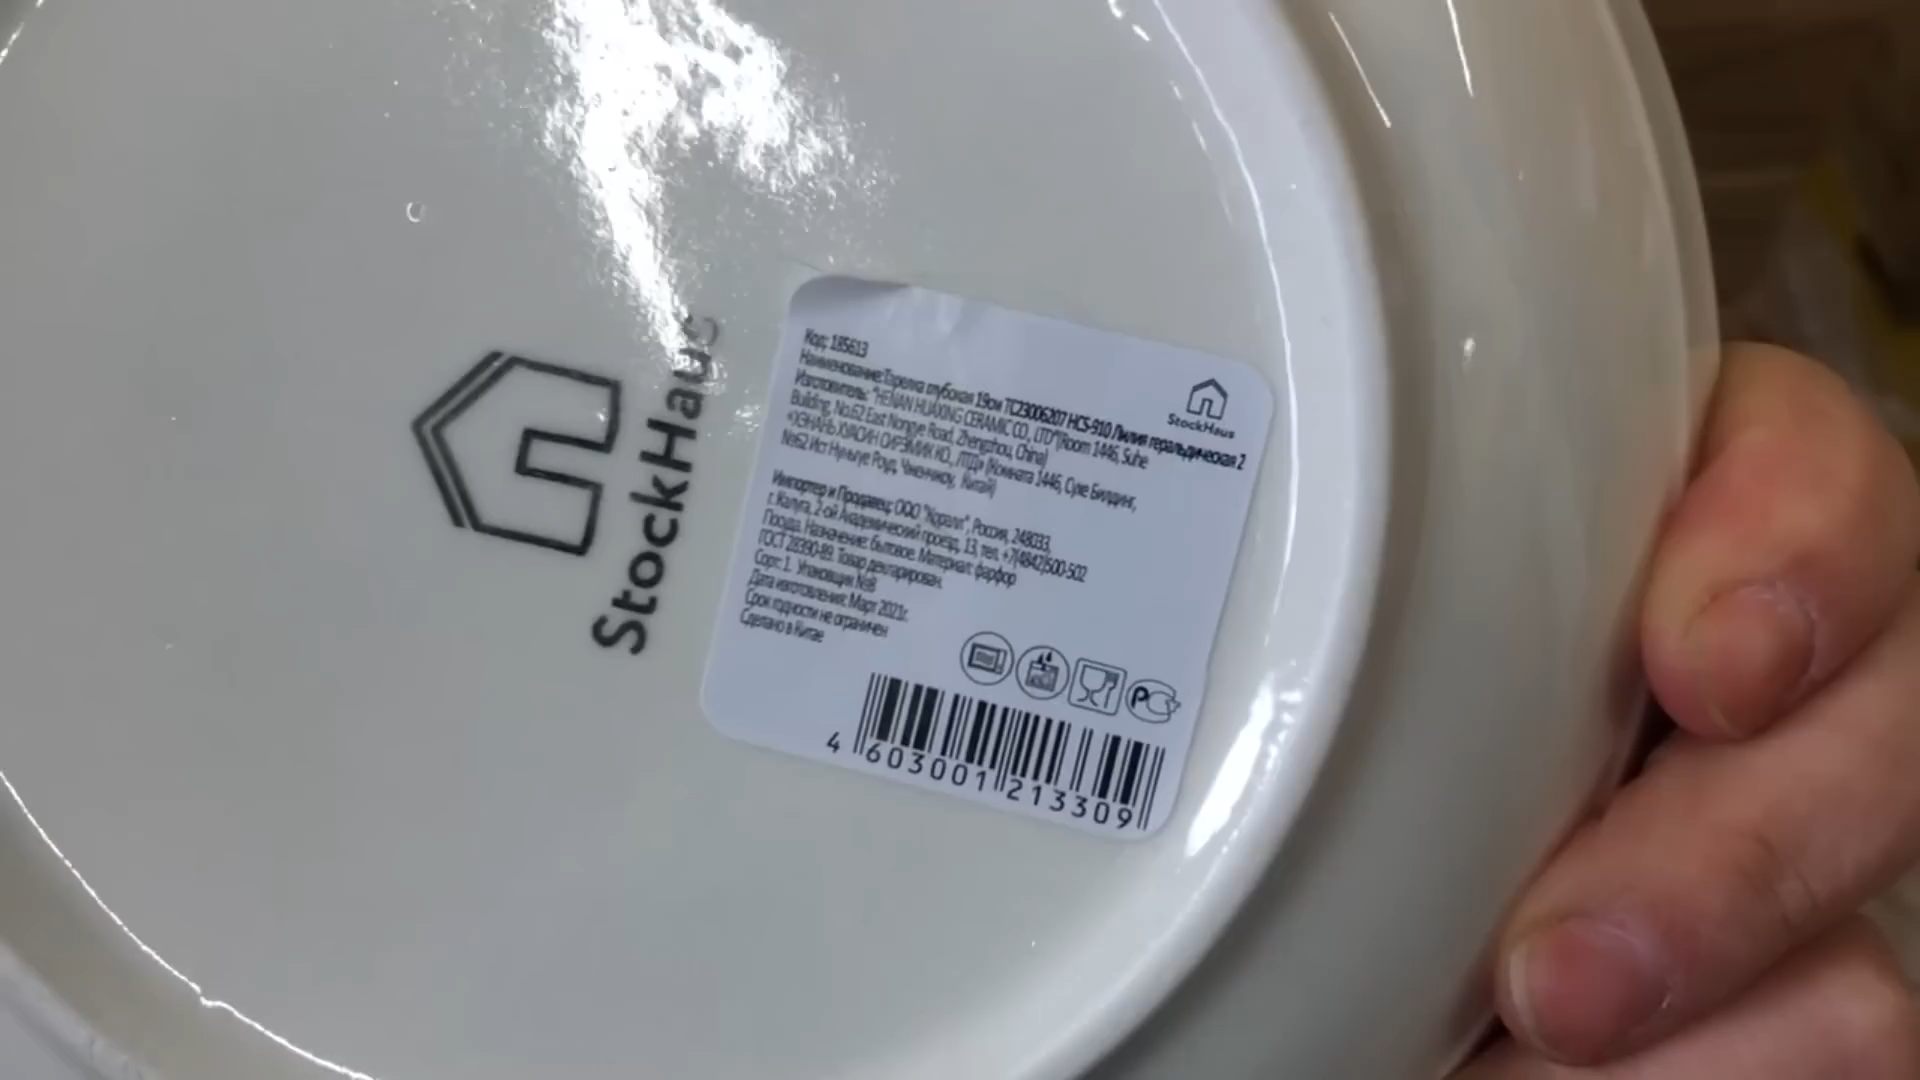 StockHaus
Код: 185613
Наименование: Тарелка глубокая 19см TC23006207 HCS-910 Лилия геральдическая 2
Изготовитель: "HENAN HUAXING CERAMIC CO., LTD"(Room 1446, Suhe
Building, No.62 East Nongye Road, Zhengzhou, China)
«ХЭНАНЬ ХУАСИН СИРЭМИК КО., ЛТД» (Комната 1446, Сухе Билдинг,
№62 Ист Нуньгуе Роуд, Чженчжоу, Китай)
StockHaus
Импортер и Продавец: ООО "Коралл", Россия, 248033,
г. Калуга, 2-ой Академический проезд, 13, тел. +7(4842)500-502
Посуда. Назначение: бытовое. Материал: фарфор
ГОСТ 28390-89. Товар декларирован.
Сорт: 1. Упаковщик №8
Дата изготовления: Март 2021г.
Срок годности не ограничен
Сделано в Китае
РСТ
4 603001 213309